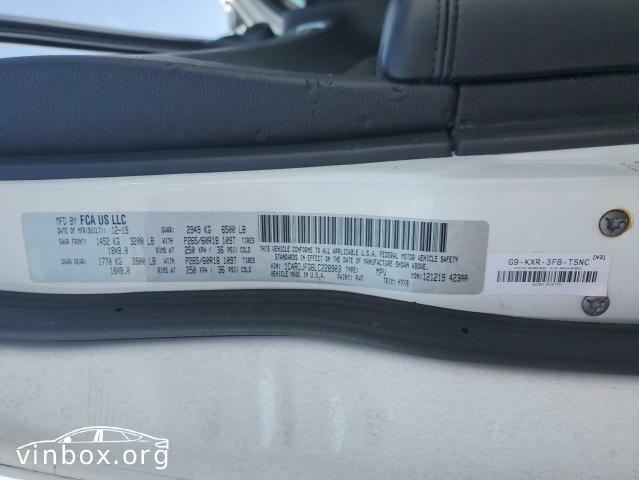 MFD BY FCA US LLC
DATE OF MFR(BUILT): 12-19 GVWR: 2949 KG 6500 LB
GAWR FRONT: 1452 KG 3200 LB P265/60R18 109T TIRES
18X8.0 RIMS AT 250 KPA ( 36 PSI) COLD
GAWR REAR: 1770 KG 3900 LB P265/60R18 109T TIRES
18X8.0 RIMS AT 250 KPA ( 36 PSI) COLD
THIS VEHICLE CONFORMS TO ALL APPLICABLE U.S.A. FEDERAL MOTOR VEHICLE SAFETY
STANDARDS IN EFFECT ON THE DATE OF MANUFACTURE SHOWN ABOVE.
MPV
MADE IN U.S.A. PAINT: PW7 MDH:121219 423AA
TRIM: H7X9
G9-KXR-3FB-TSNC (V2)
vinbox.org